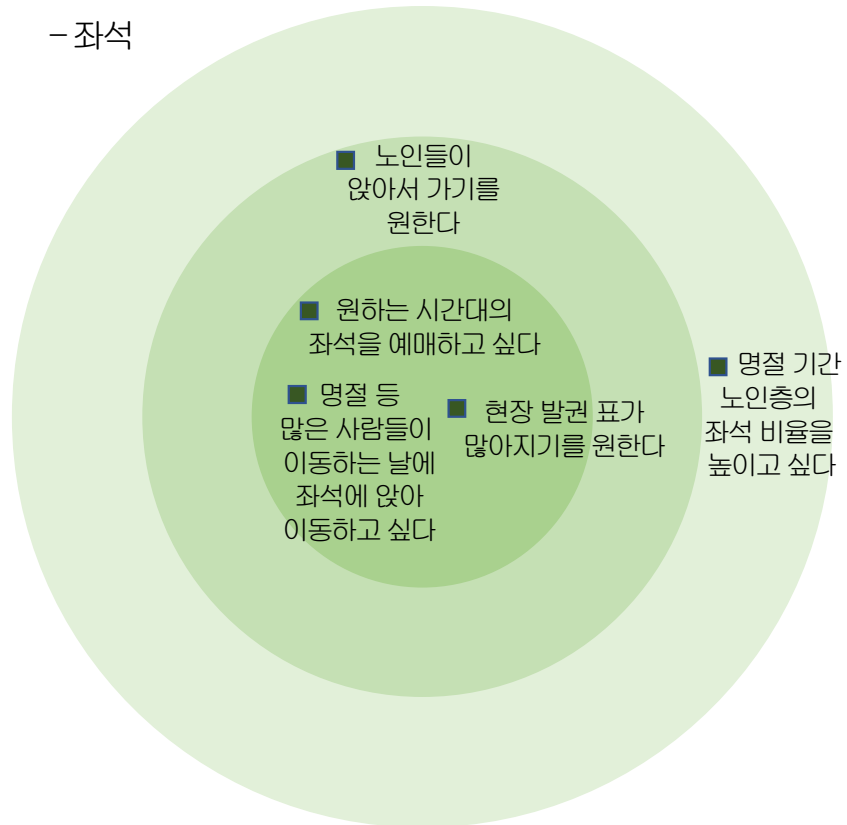 – 좌석
■ 노인들이
앉아서 가기를
원한다
■ 원하는 시간대의
좌석을 예매하고 싶다
■ 명절 등
많은 사람들이
이동하는 날에
좌석에 앉아
이동하고 싶다
■ 현장 발권 표가
많아지기를 원한다
■ 명절 기간
노인층의
좌석 비율을
높이고 싶다